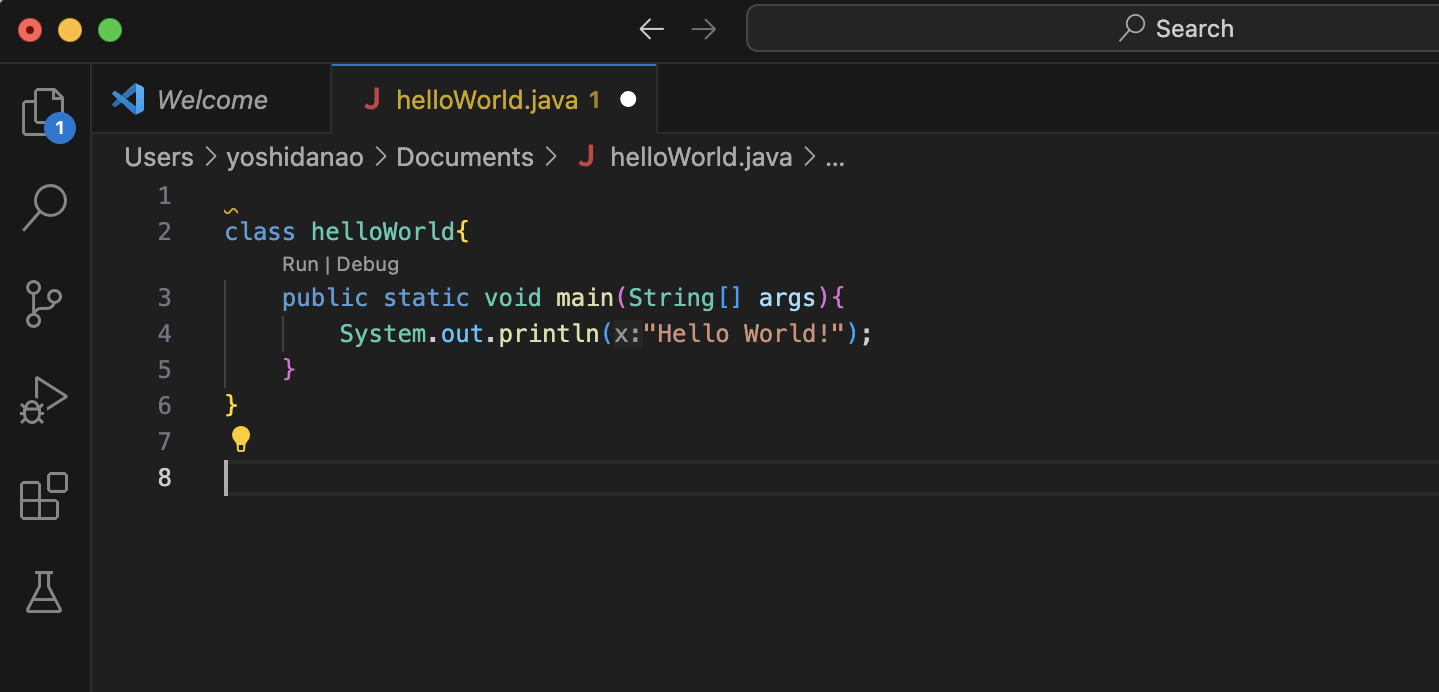 Search
Welcome
helloWorld.java 1
1
Users > yoshidanao > Documents > J helloWorld.java > ...
1
2 class helloWorld{
Run | Debug
3 public static void main(String[] args){
4 System.out.println(x:"Hello World!");
5 }
6 }
7
8